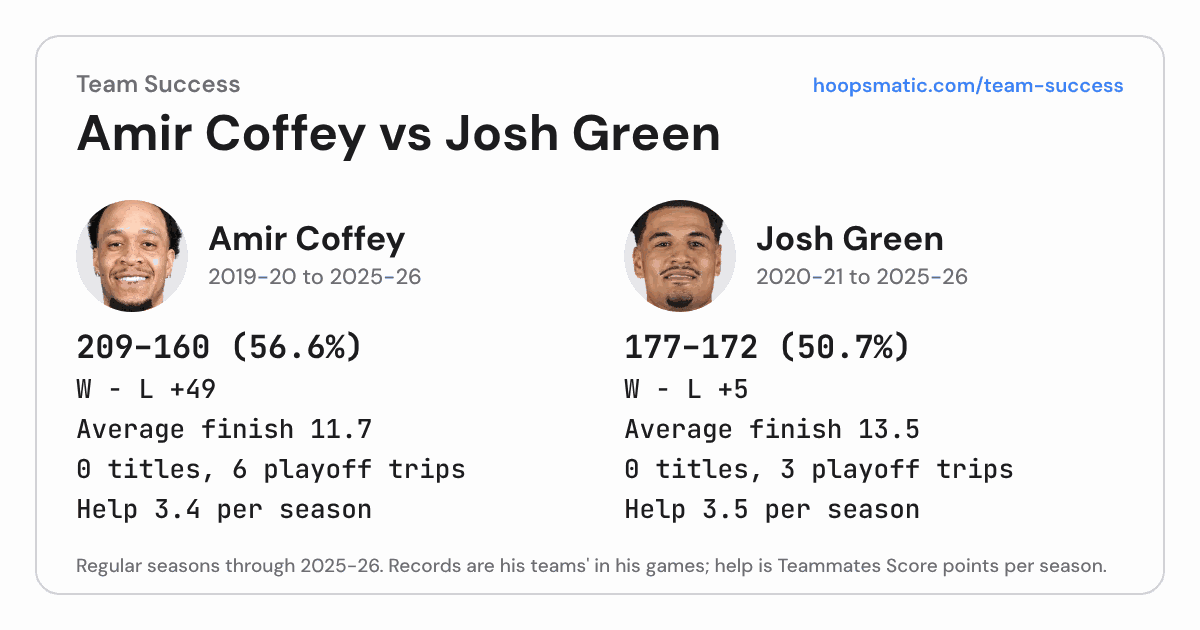 Team Success
hoopsmatic.com/team-success
Amir Coffey vs Josh Green
Amir Coffey
2019-20 to 2025-26
209-160 (56.6%)
W - L +49
Average finish 11.7
0 titles, 6 playoff trips
Help 3.4 per season
Josh Green
2020-21 to 2025-26
177-172 (50.7%)
W - L +5
Average finish 13.5
0 titles, 3 playoff trips
Help 3.5 per season
Regular seasons through 2025-26. Records are his teams' in his games; help is Teammates Score points per season.